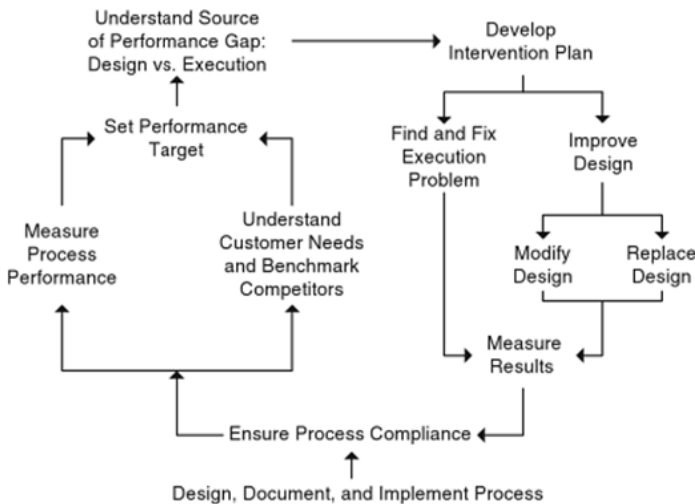 Understand Source
of Performance Gap:
Design vs. Execution
Develop
Intervention Plan
Set Performance
Target
Find and Fix
Execution
Problem
Improve
Design
Measure
Process
Performance
Understand
Customer Needs
and Benchmark
Competitors
Modify
Design
Replace
Design
Measure
Results
Ensure Process Compliance
Design, Document, and Implement Process